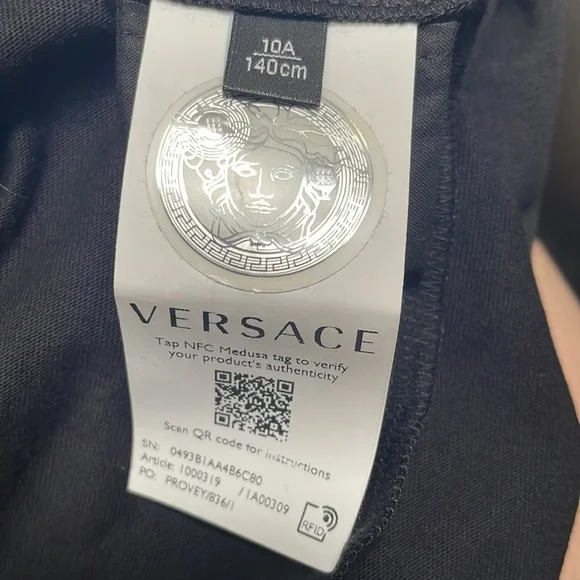 10A
140cm
VERSACE
Tap NFC Medusa tag to verify
your product's authenticity
Scan QR code for instructions
SN: 0493B1AA4B6CB0
Article: 1000319 /1A00309
PO: PROVEY/836/1
RFID